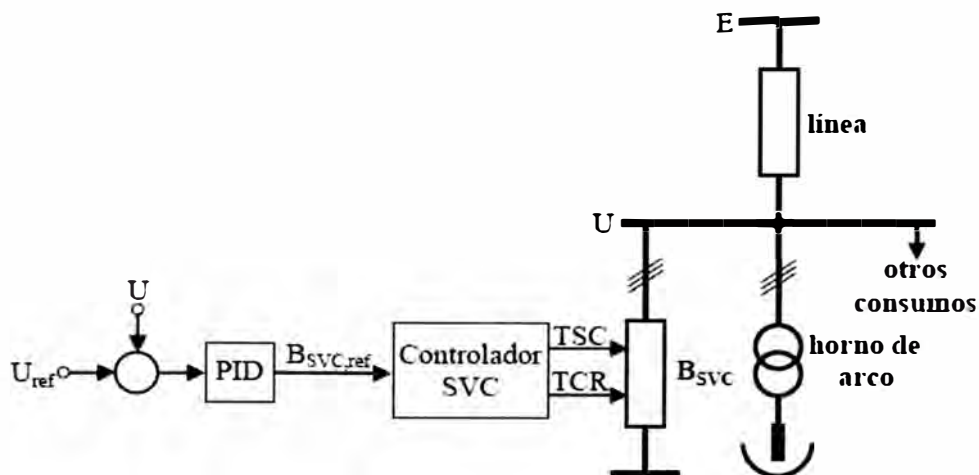 E
línea
U
otros
consumos
U
U_ref
PID
B_SVC,ref
Controlador
SVC
TSC
TCR
B_SVC
horno de
arco